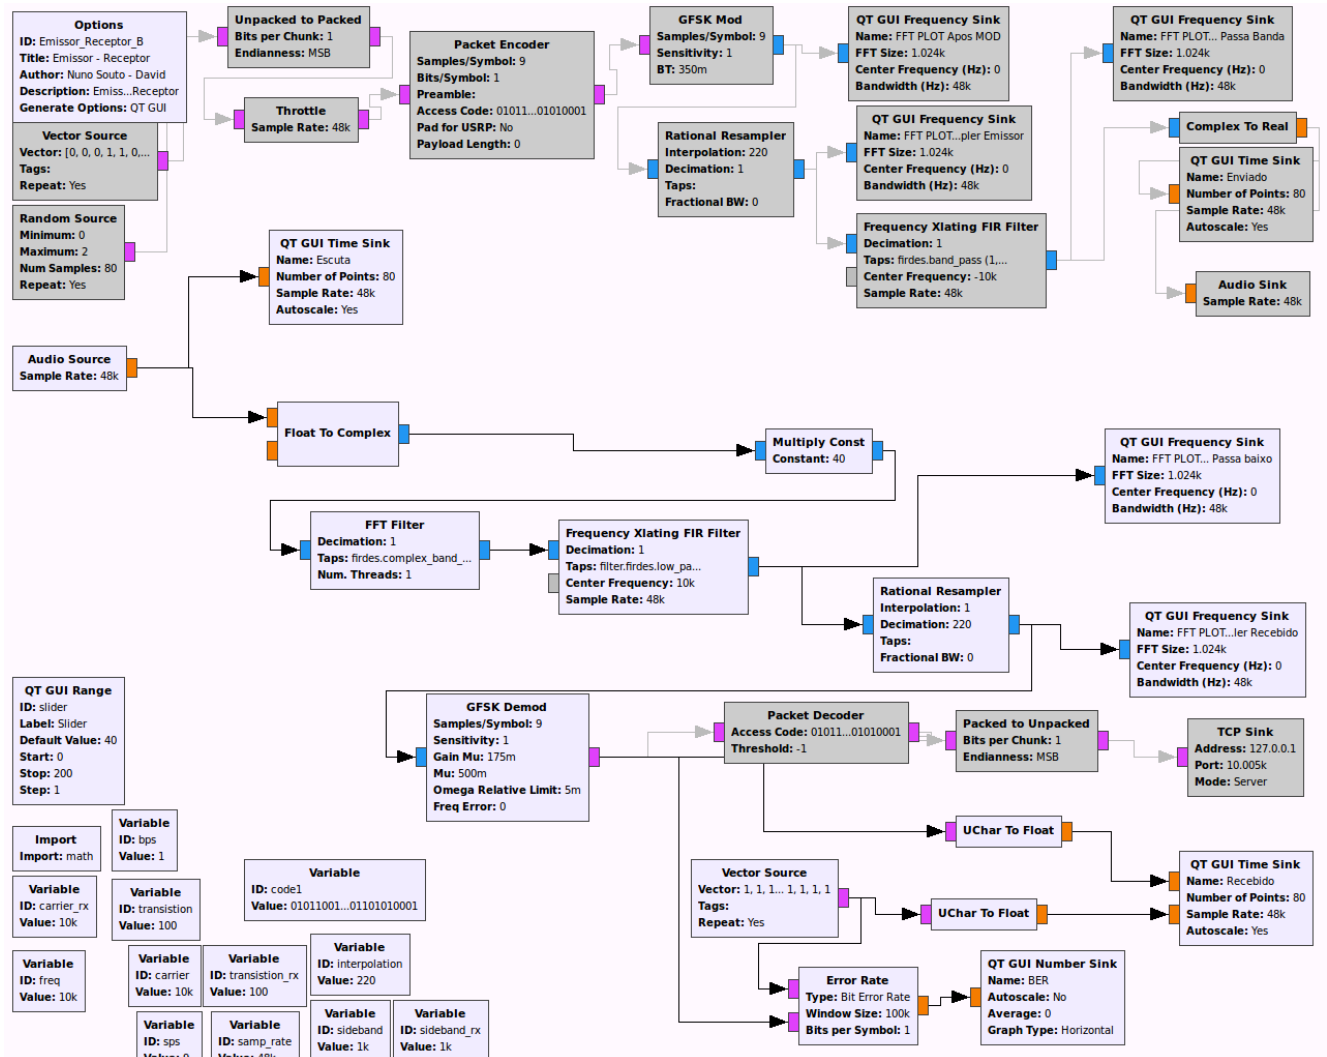 Options
ID: Emissor_Receptor_B
Title: Emissor - Receptor
Author: Nuno Souto - David
Description: Emiss...Receptor
Generate Options: QT GUI
Unpacked to Packed
Bits per Chunk: 1
Endianness: MSB
Throttle
Sample Rate: 48k
Packet Encoder
Samples/Symbol: 9
Bits/Symbol: 1
Preamble:
Access Code: 01011...01010001
Pad for USRP: No
Payload Length: 0
GFSK Mod
Samples/Symbol: 9
Sensitivity: 1
BT: 350m
QT GUI Frequency Sink
Name: FFT PLOT Apos MOD
FFT Size: 1.024k
Center Frequency (Hz): 0
Bandwidth (Hz): 48k
QT GUI Frequency Sink
Name: FFT PLOT... Passa Banda
FFT Size: 1.024k
Center Frequency (Hz): 0
Bandwidth (Hz): 48k
Vector Source
Vector: [0, 0, 0, 1, 1, 0,...
Tags:
Repeat: Yes
Rational Resampler
Interpolation: 220
Decimation: 1
Taps:
Fractional BW: 0
QT GUI Frequency Sink
Name: FFT PLOT...pler Emissor
FFT Size: 1.024k
Center Frequency (Hz): 0
Bandwidth (Hz): 48k
Complex To Real
QT GUI Time Sink
Name: Enviado
Number of Points: 80
Sample Rate: 48k
Autoscale: Yes
Random Source
Minimum: 0
Maximum: 2
Num Samples: 80
Repeat: Yes
Frequency Xlating FIR Filter
Decimation: 1
Taps: firdes.band_pass (1,...
Center Frequency: -10k
Sample Rate: 48k
Audio Sink
Sample Rate: 48k
QT GUI Time Sink
Name: Escuta
Number of Points: 80
Sample Rate: 48k
Autoscale: Yes
Audio Source
Sample Rate: 48k
Float To Complex
Multiply Const
Constant: 40
QT GUI Frequency Sink
Name: FFT PLOT... Passa baixo
FFT Size: 1.024k
Center Frequency (Hz): 0
Bandwidth (Hz): 48k
FFT Filter
Decimation: 1
Taps: firdes.complex_band_...
Num. Threads: 1
Frequency Xlating FIR Filter
Decimation: 1
Taps: filter.firdes.low_pa...
Center Frequency: 10k
Sample Rate: 48k
Rational Resampler
Interpolation: 1
Decimation: 220
Taps:
Fractional BW: 0
QT GUI Frequency Sink
Name: FFT PLOT...ler Recebido
FFT Size: 1.024k
Center Frequency (Hz): 0
Bandwidth (Hz): 48k
QT GUI Range
ID: slider
Label: Slider
Default Value: 40
Start: 0
Stop: 200
Step: 1
GFSK Demod
Samples/Symbol: 9
Sensitivity: 1
Gain Mu: 175m
Mu: 500m
Omega Relative Limit: 5m
Freq Error: 0
Packet Decoder
Access Code: 01011...01010001
Threshold: -1
Packed to Unpacked
Bits per Chunk: 1
Endianness: MSB
TCP Sink
Address: 127.0.0.1
Port: 10.005k
Mode: Server
Import
Import: math
Variable
ID: bps
Value: 1
UChar To Float
Variable
ID: carrier_rx
Value: 10k
Variable
ID: transistion
Value: 100
Variable
ID: code1
Value: 01011001...01101010001
Vector Source
Vector: 1, 1, 1... 1, 1, 1, 1
Tags:
Repeat: Yes
UChar To Float
QT GUI Time Sink
Name: Recebido
Number of Points: 80
Sample Rate: 48k
Autoscale: Yes
Variable
ID: freq
Value: 10k
Variable
ID: carrier
Value: 10k
Variable
ID: transistion_rx
Value: 100
Variable
ID: interpolation
Value: 220
Error Rate
Type: Bit Error Rate
Window Size: 100k
Bits per Symbol: 1
QT GUI Number Sink
Name: BER
Autoscale: No
Average: 0
Graph Type: Horizontal
Variable
ID: sps
Value: 9
Variable
ID: samp_rate
Value: 48k
Variable
ID: sideband
Value: 1k
Variable
ID: sideband_rx
Value: 1k